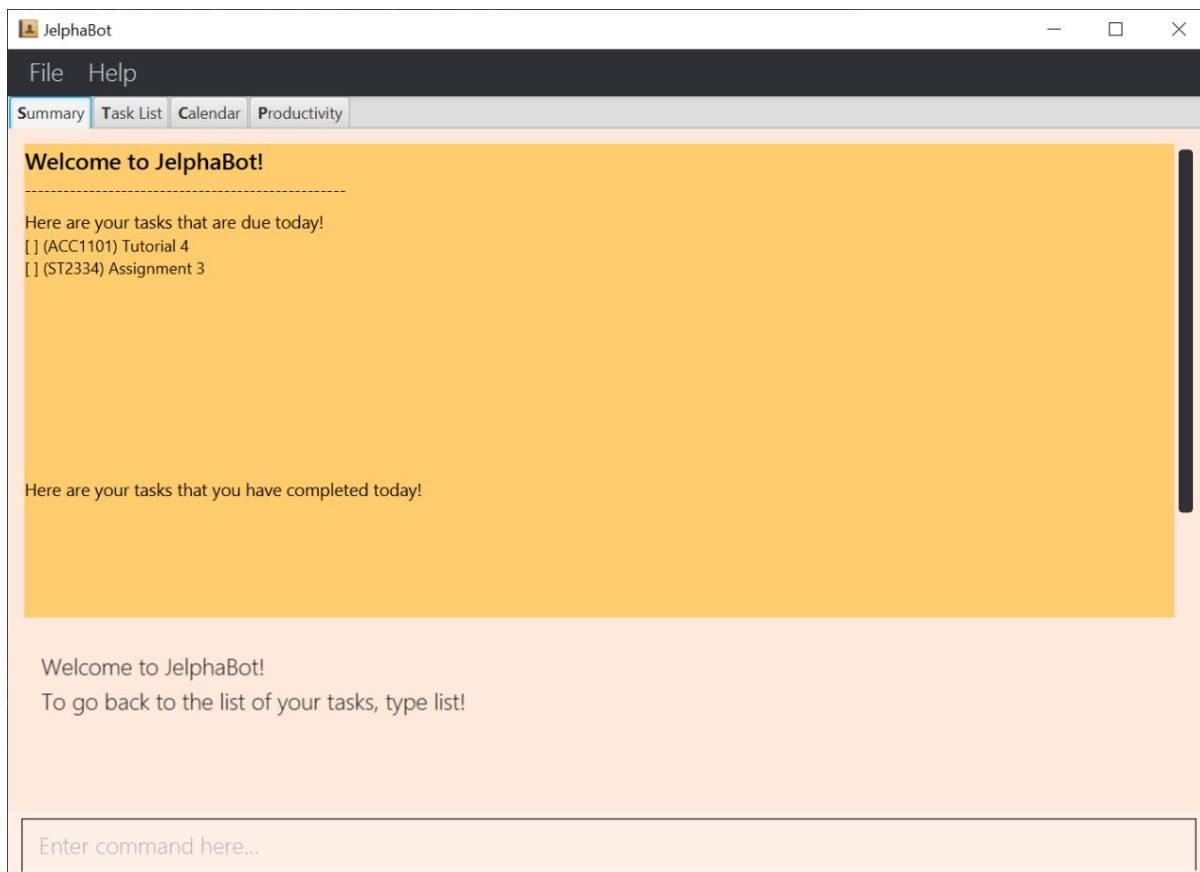 JelphaBot
File Help
Summary Task List Calendar Productivity
Welcome to JelphaBot!
--------------------------------------------------
Here are your tasks that are due today!
[ ] (ACC1101) Tutorial 4
[ ] (ST2334) Assignment 3
Here are your tasks that you have completed today!
Welcome to JelphaBot!
To go back to the list of your tasks, type list!
Enter command here...